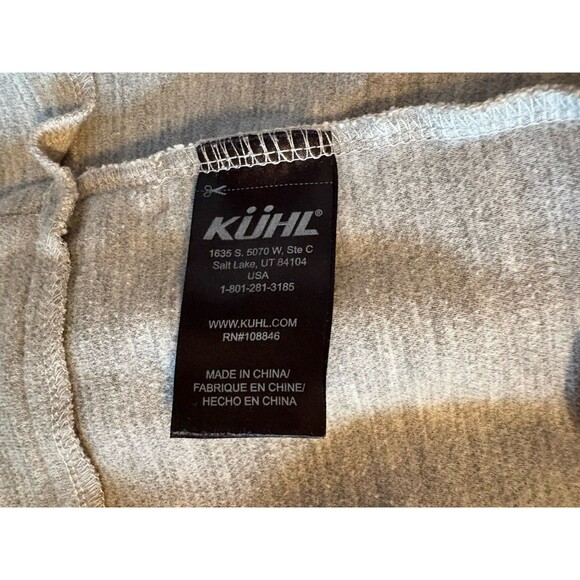 KÜHL®
1635 S. 5070 W, Ste C
Salt Lake, UT 84104
USA
1-801-281-3185
WWW.KUHL.COM
RN#108846
MADE IN CHINA/
FABRIQUE EN CHINE/
HECHO EN CHINA